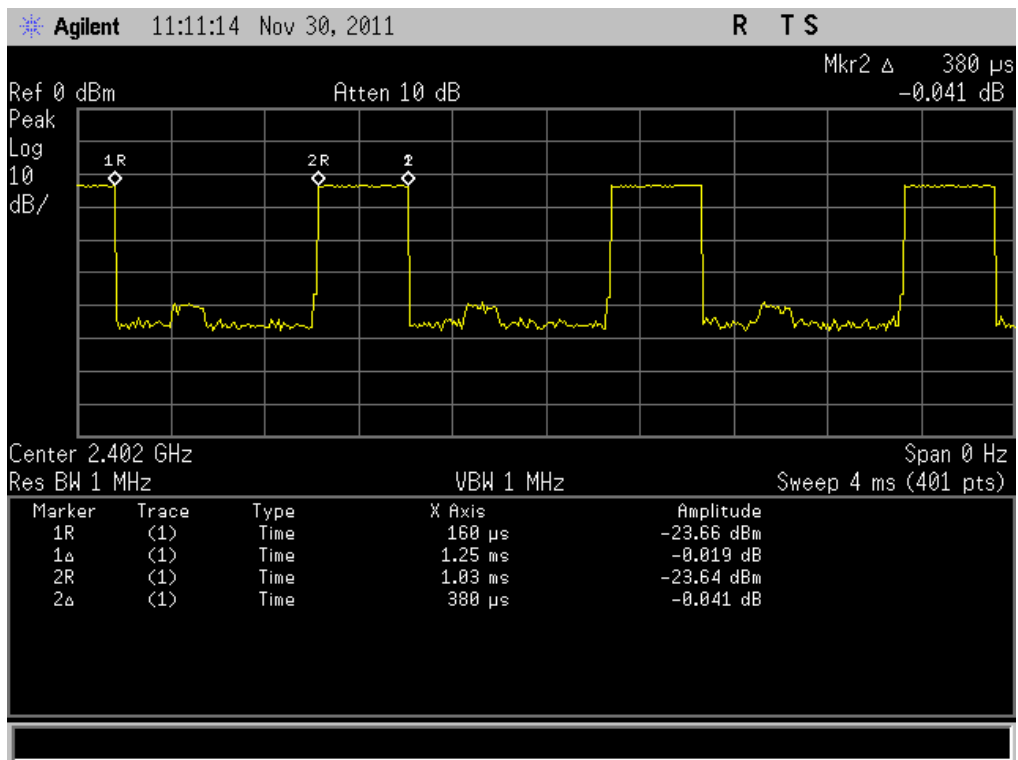 Agilent 11:11:14 Nov 30, 2011 R T S
Mkr2 Δ 380 µs
Ref 0 dBm Atten 10 dB -0.041 dB
Peak
Log
10
dB/
1R 2R
Center 2.402 GHz Span 0 Hz
Res BW 1 MHz VBW 1 MHz Sweep 4 ms (401 pts)
Marker Trace Type X Axis Amplitude
1R (1) Time 160 µs -23.66 dBm
1Δ (1) Time 1.25 ms -0.019 dB
2R (1) Time 1.03 ms -23.64 dBm
2Δ (1) Time 380 µs -0.041 dB